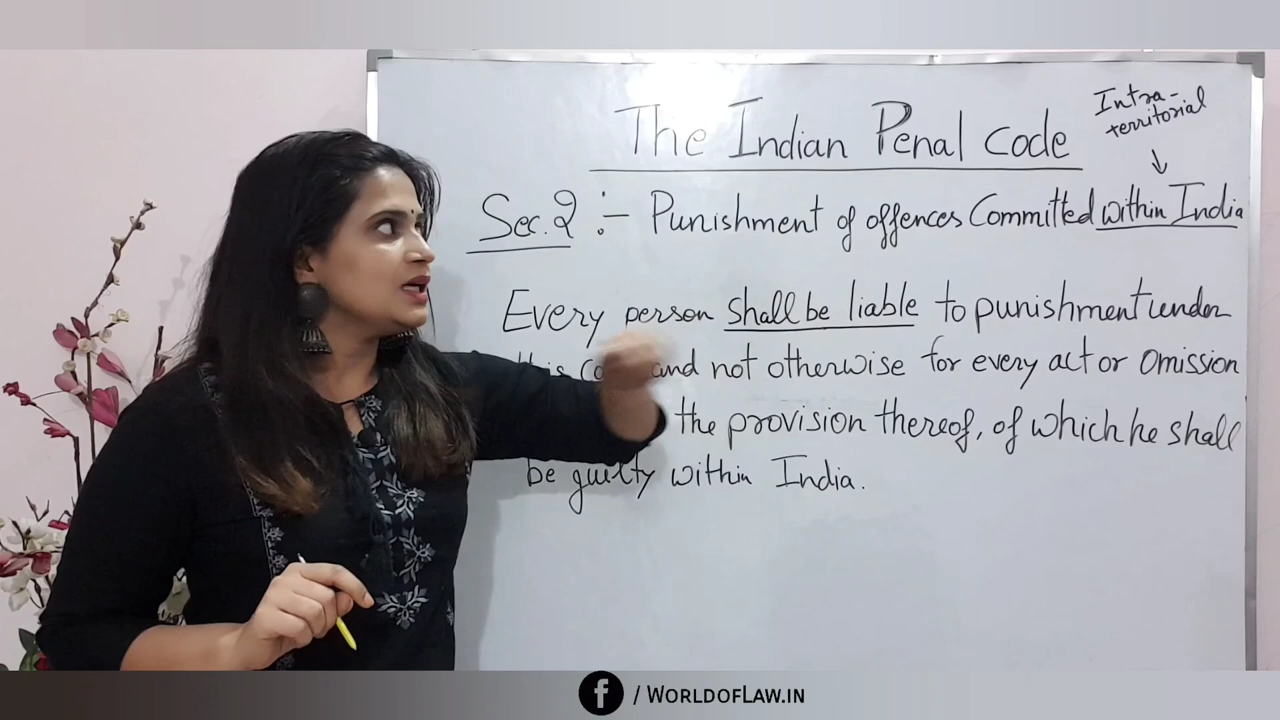 The Indian Penal Code
Intra-
territorial
Sec. 2 :- Punishment of offences Committed within India
Every person shall be liable to punishment under
and not otherwise for every act or omission
the provision thereof, of which he shall
be guilty within India.
f / WorldofLaw.in